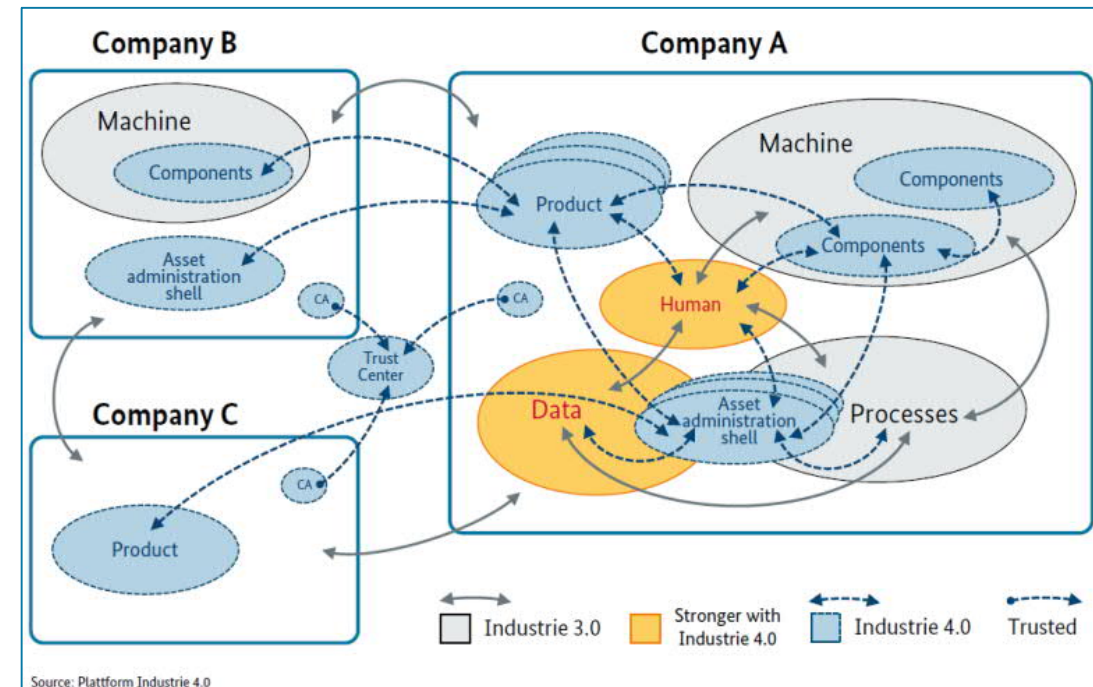 Company B
Company A
Machine
Components
Asset
administration
shell
CA
Product
Machine
Components
Components
Human
CA
Trust
Center
Data
Asset
administration
shell
Processes
Company C
CA
Product
Industrie 3.0
Stronger with
Industrie 4.0
Industrie 4.0
Trusted
Source: Plattform Industrie 4.0